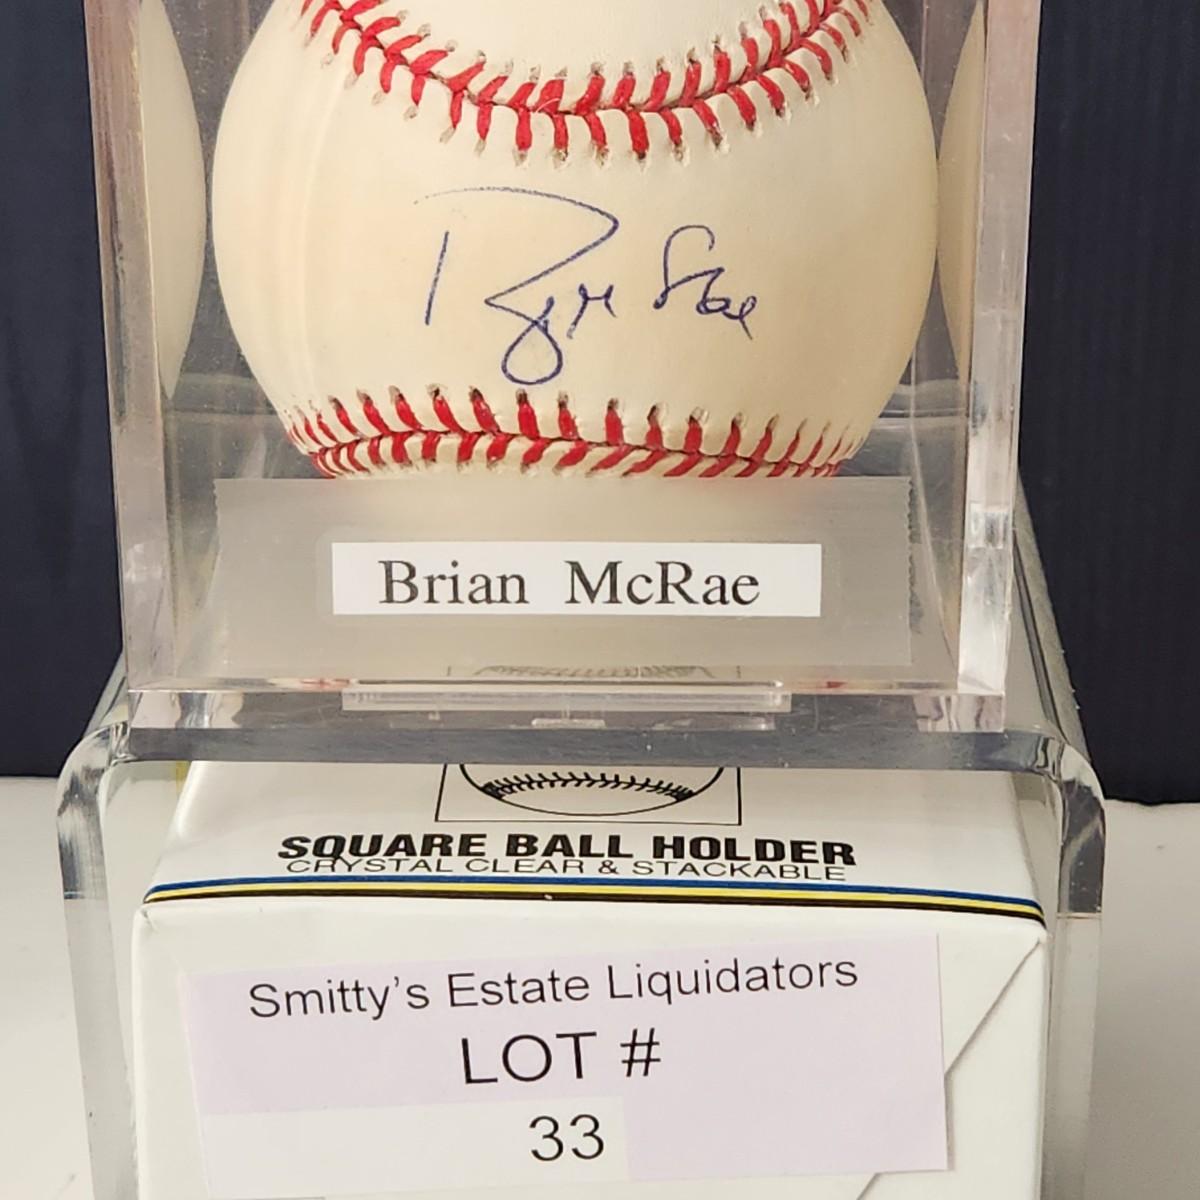 Brian McRae
SQUARE BALL HOLDER
CRYSTAL CLEAR & STACKABLE
Smitty's Estate Liquidators
LOT #
33